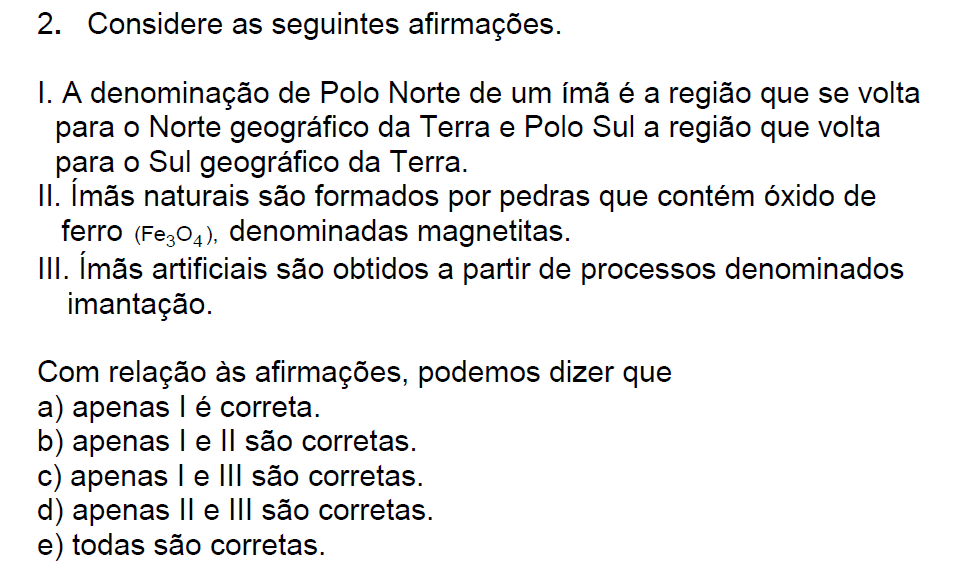 2. Considere as seguintes afirmações.
I. A denominação de Polo Norte de um ímã é a região que se volta
para o Norte geográfico da Terra e Polo Sul a região que volta
para o Sul geográfico da Terra.
II. Ímãs naturais são formados por pedras que contém óxido de
ferro (Fe₃O₄), denominadas magnetitas.
III. Ímãs artificiais são obtidos a partir de processos denominados
imantação.
Com relação às afirmações, podemos dizer que
a) apenas I é correta.
b) apenas I e II são corretas.
c) apenas I e III são corretas.
d) apenas II e III são corretas.
e) todas são corretas.